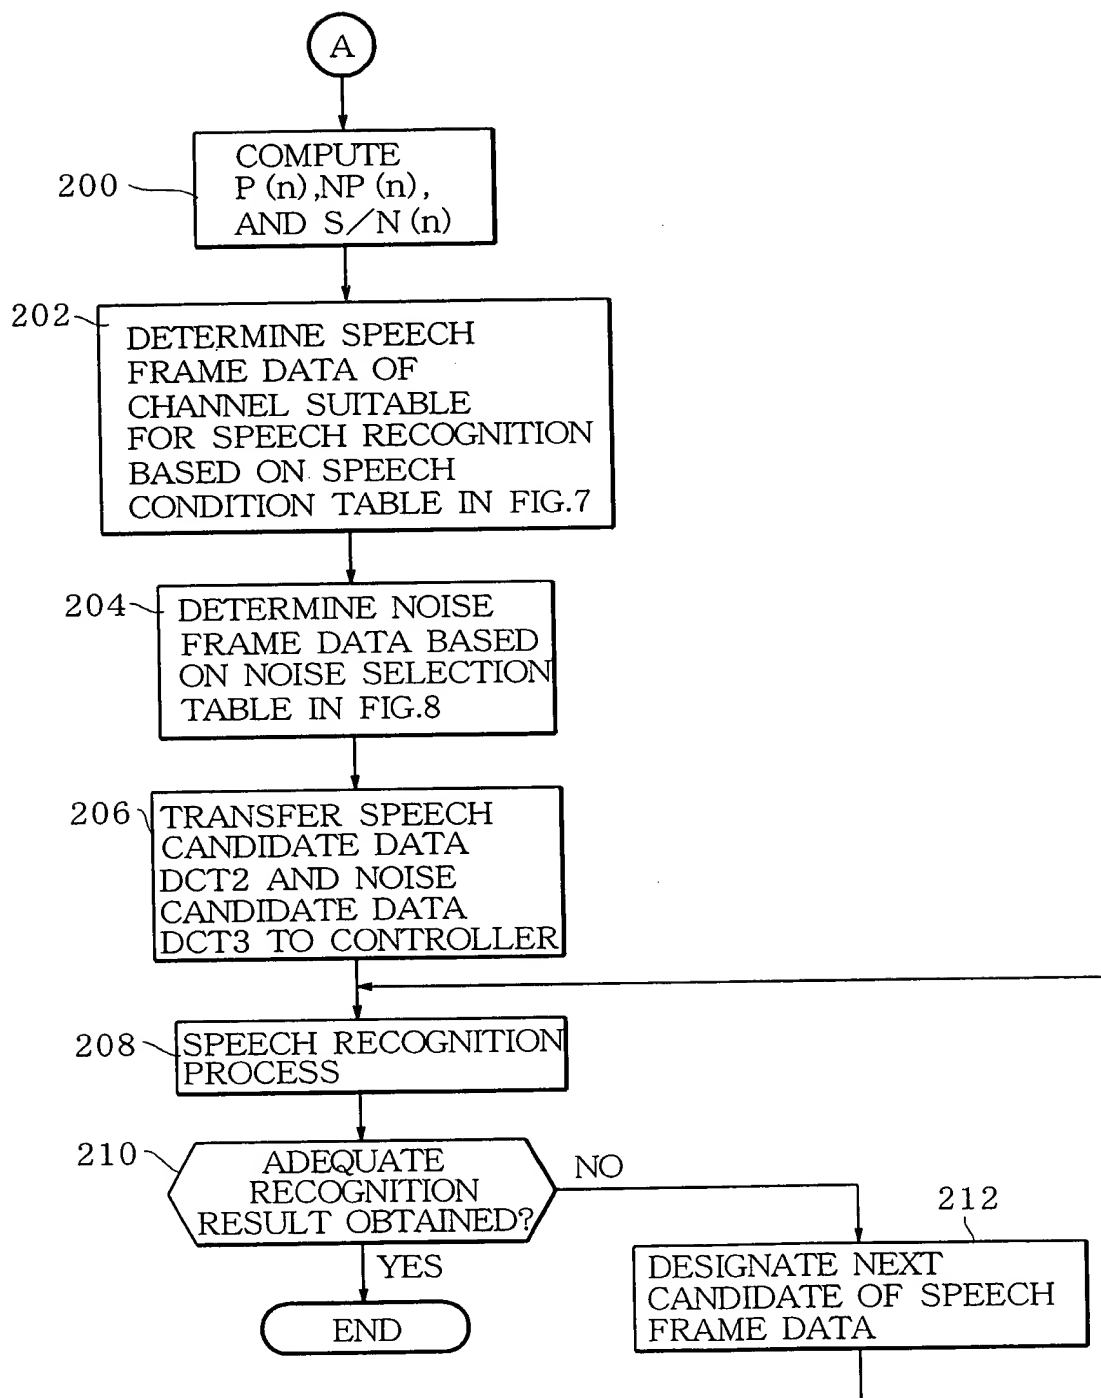 A
200
COMPUTE
P(n),NP(n),
AND S/N(n)
202
DETERMINE SPEECH
FRAME DATA OF
CHANNEL SUITABLE
FOR SPEECH RECOGNITION
BASED ON SPEECH
CONDITION TABLE IN FIG.7
204
DETERMINE NOISE
FRAME DATA BASED
ON NOISE SELECTION
TABLE IN FIG.8
206
TRANSFER SPEECH
CANDIDATE DATA
DCT2 AND NOISE
CANDIDATE DATA
DCT3 TO CONTROLLER
208
SPEECH RECOGNITION
PROCESS
210
ADEQUATE
RECOGNITION
RESULT OBTAINED?
NO
YES
END
212
DESIGNATE NEXT
CANDIDATE OF SPEECH
FRAME DATA